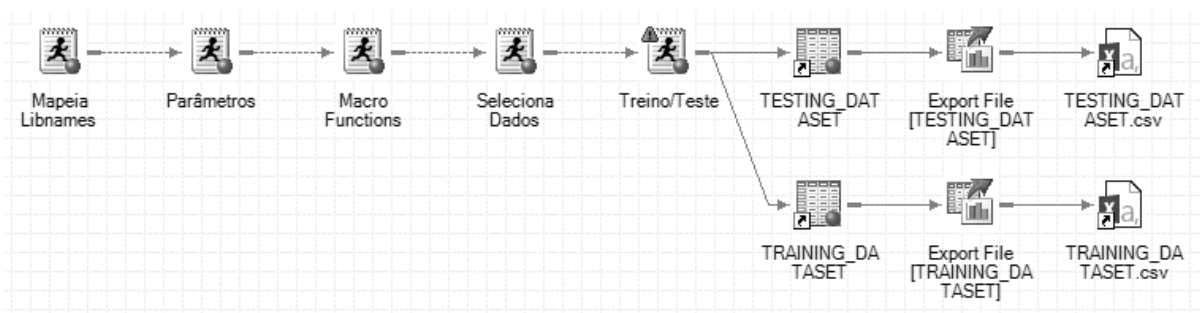 Mapeia
Libnames
Parâmetros
Macro
Functions
Seleciona
Dados
Treino/Teste
TESTING_DAT
ASET
Export File
[TESTING_DAT
ASET]
TESTING_DAT
ASET.csv
TRAINING_DA
TASET
Export File
[TRAINING_DA
TASET]
TRAINING_DA
TASET.csv